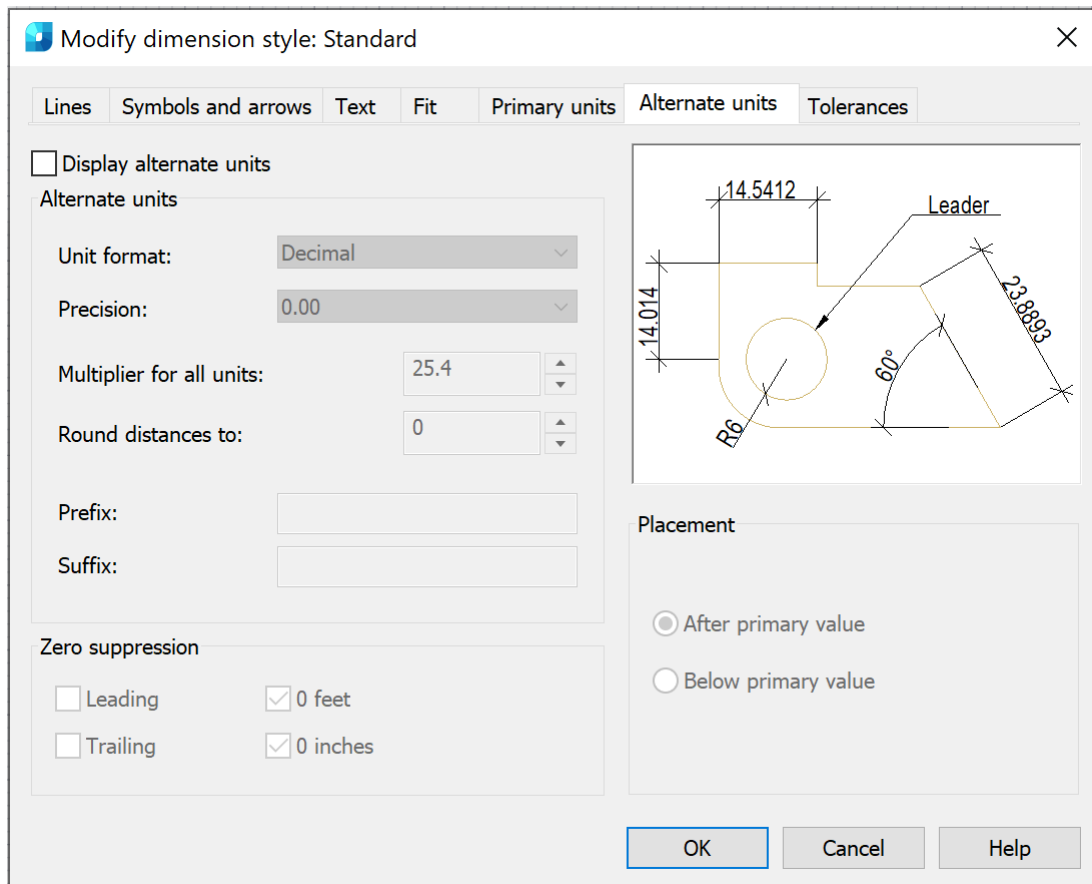 Modify dimension style: Standard
Lines Symbols and arrows Text Fit Primary units Alternate units Tolerances
Display alternate units
Alternate units
Unit format: Decimal
Precision: 0.00
Multiplier for all units: 25.4
Round distances to: 0
Prefix:
Suffix:
Zero suppression
Leading 0 feet
Trailing 0 inches
14.5412
Leader
14.014
23.8893
60°
R6
Placement
After primary value
Below primary value
OK Cancel Help